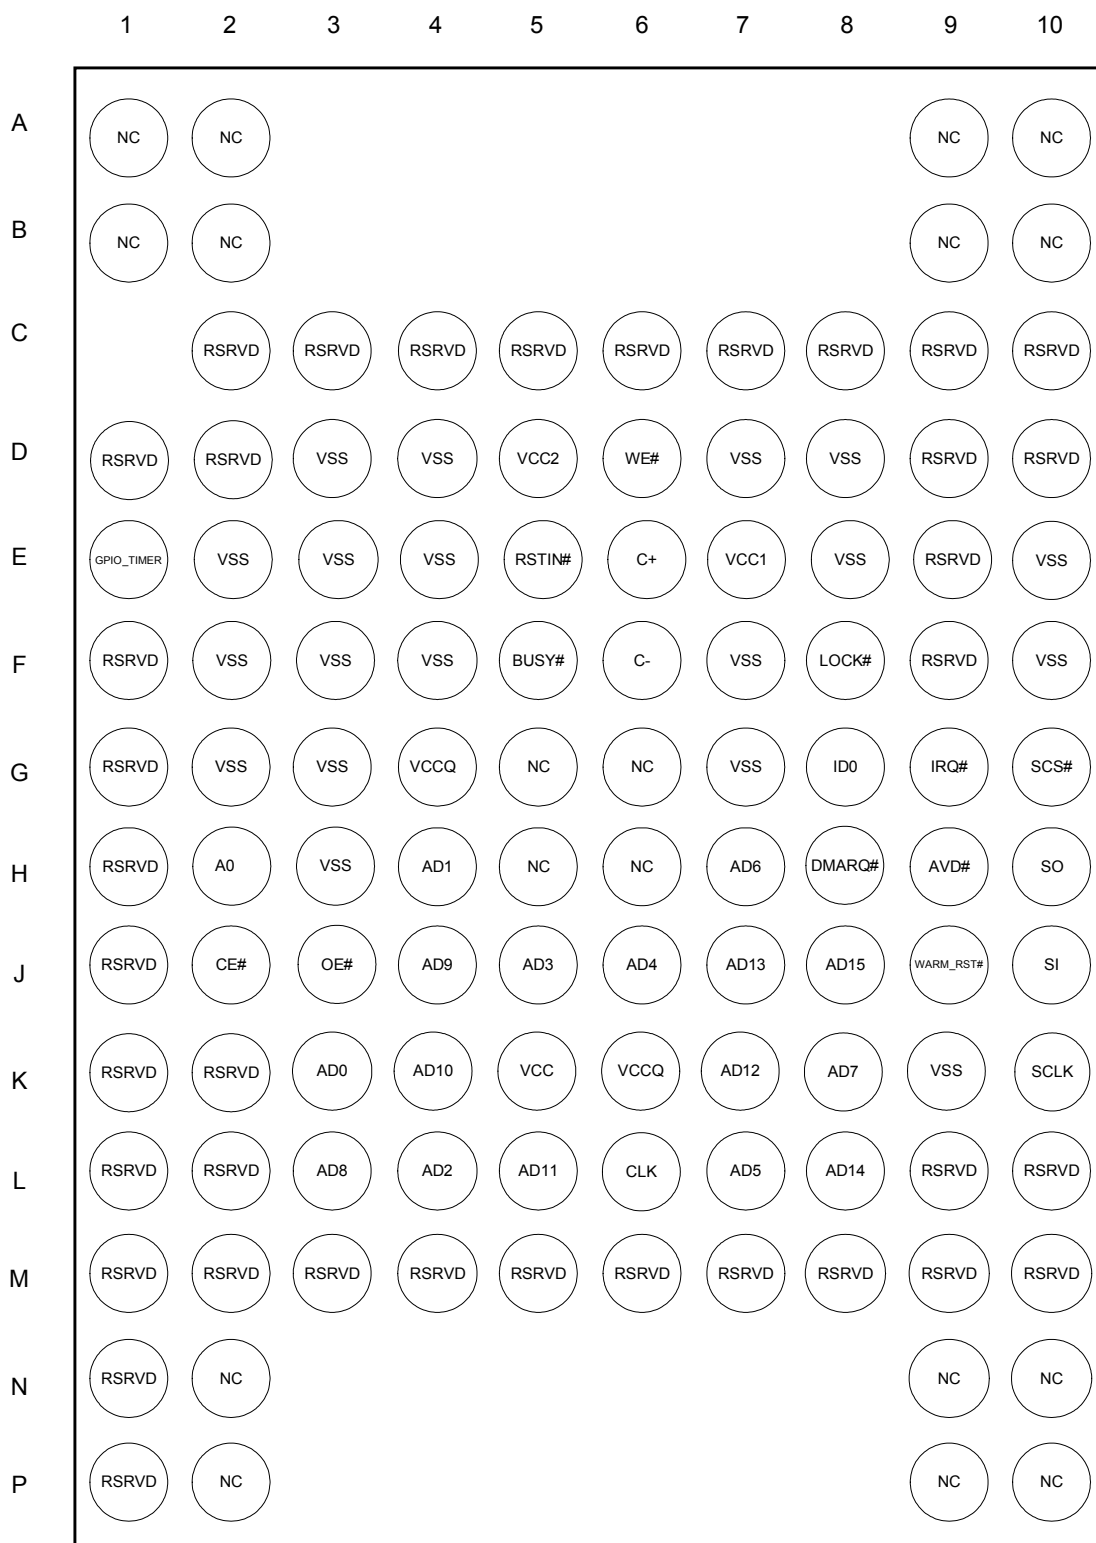 1 2 3 4 5 6 7 8 9 10
A NC NC NC NC
B NC NC NC NC
C RSRVD RSRVD RSRVD RSRVD RSRVD RSRVD RSRVD RSRVD RSRVD
D RSRVD RSRVD VSS VSS VCC2 WE# VSS VSS RSRVD RSRVD
E GPIO_TIMER VSS VSS VSS RSTIN# C+ VCC1 VSS RSRVD VSS
F RSRVD VSS VSS VSS BUSY# C- VSS LOCK# RSRVD VSS
G RSRVD VSS VSS VCCQ NC NC VSS ID0 IRQ# SCS#
H RSRVD A0 VSS AD1 NC NC AD6 DMARQ# AVD# SO
J RSRVD CE# OE# AD9 AD3 AD4 AD13 AD15 WARM_RST# SI
K RSRVD RSRVD AD0 AD10 VCC VCCQ AD12 AD7 VSS SCLK
L RSRVD RSRVD AD8 AD2 AD11 CLK AD5 AD14 RSRVD RSRVD
M RSRVD RSRVD RSRVD RSRVD RSRVD RSRVD RSRVD RSRVD RSRVD RSRVD
N RSRVD NC NC NC
P RSRVD NC NC NC